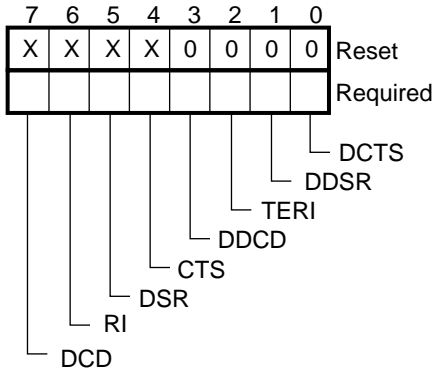 7 6 5 4 3 2 1 0
X X X X 0 0 0 0 Reset
Required
DCTS
DDSR
TERI
DDCD
CTS
DSR
RI
DCD